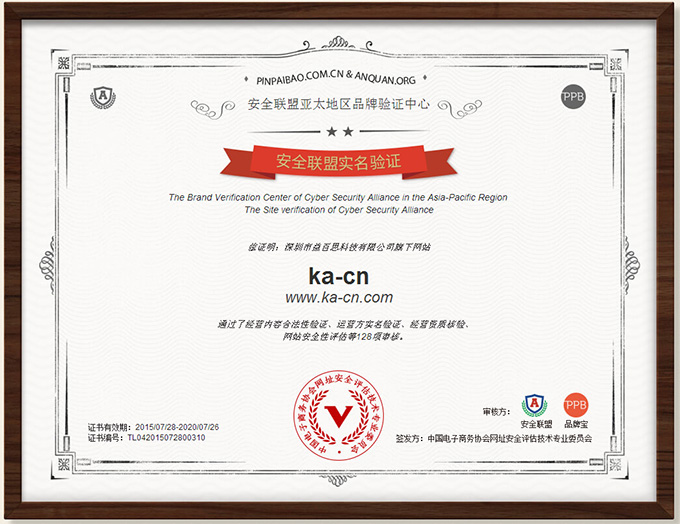 PINPAIBAO.COM.CN & ANQUAN.ORG
安全联盟亚太地区品牌验证中心
PPB
安全联盟实名验证
The Brand Verification Center of Cyber Security Alliance in the Asia-Pacific Region
The Site verification of Cyber Security Alliance
兹证明：深圳市益百思科技有限公司旗下网站
ka-cn
www.ka-cn.com
通过了经营内容合法性验证、运营方实名验证、经营资质核验、
网站安全性评估等128项审核。
中国电子商务协会网址安全评估技术专业委员会
V
审核方：
安全联盟
PPB
品牌宝
证书有效期：2015/07/28-2020/07/26
证书编号：TL042015072800310
签发方：中国电子商务协会网址安全评估技术专业委员会